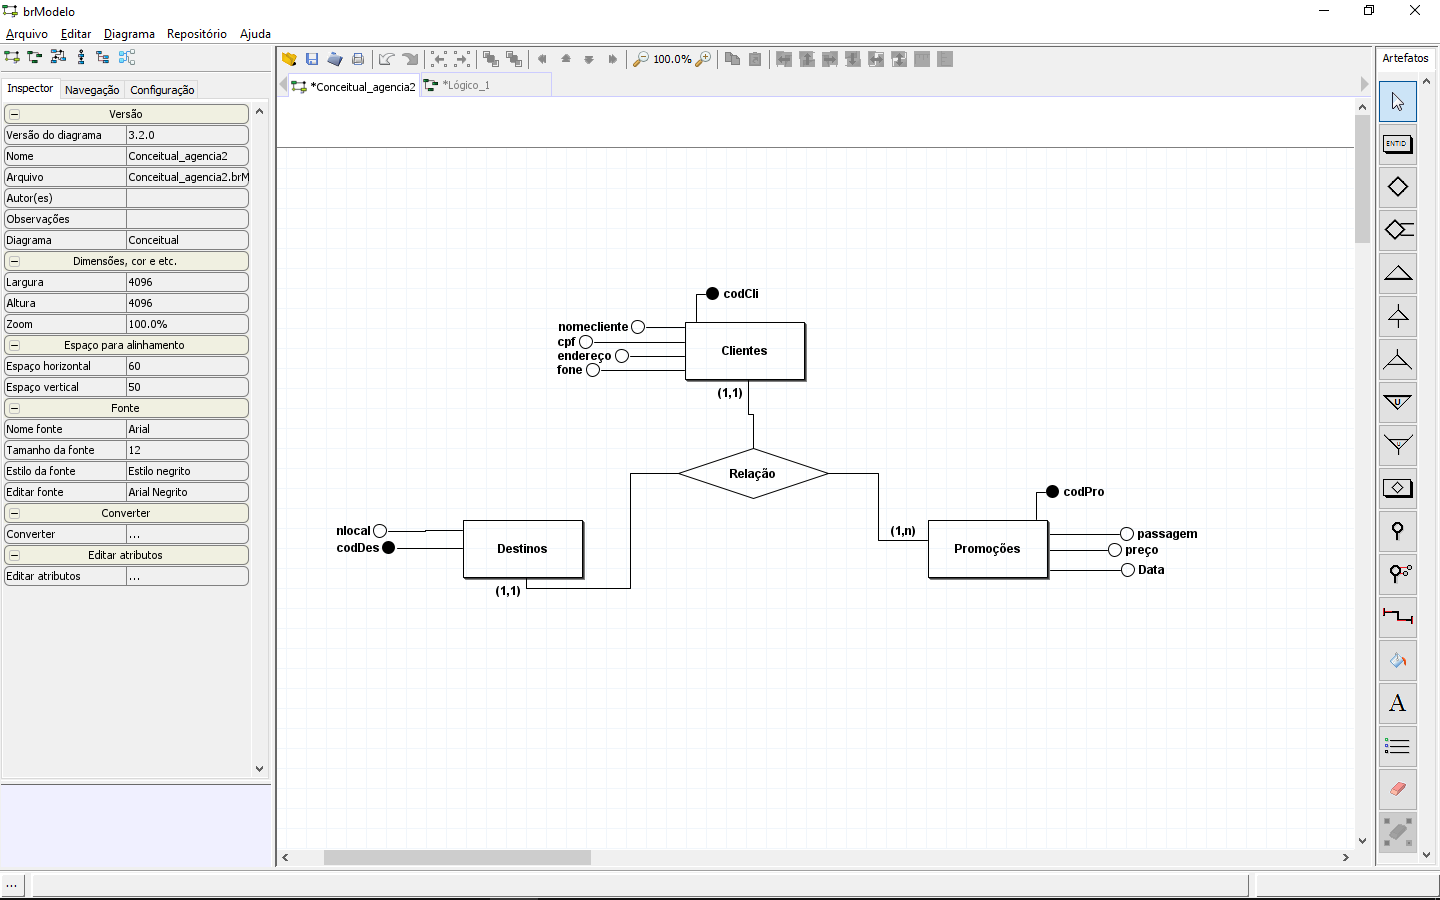 brModelo
Arquivo Editar Diagrama Repositório Ajuda
100.0%
Artefatos
Inspector Navegação Configuração
*Conceitual_agencia2 *Lógico_1
Versão
Versão do diagrama 3.2.0
Nome Conceitual_agencia2
Arquivo Conceitual_agencia2.brM
Autor(es)
Observações
Diagrama Conceitual
Dimensões, cor e etc.
Largura 4096
Altura 4096
Zoom 100.0%
Espaço para alinhamento
Espaço horizontal 60
Espaço vertical 50
Fonte
Nome fonte Arial
Tamanho da fonte 12
Estilo da fonte Estilo negrito
Editar fonte Arial Negrito
Converter
Converter ...
Editar atributos
Editar atributos ...
codCli
nomecliente
cpf
endereço
fone
Clientes
(1,1)
Relação
nlocal
codDes
Destinos
(1,1)
codPro
(1,n)
Promoções
passagem
preço
Data
ENTID
U
A
...